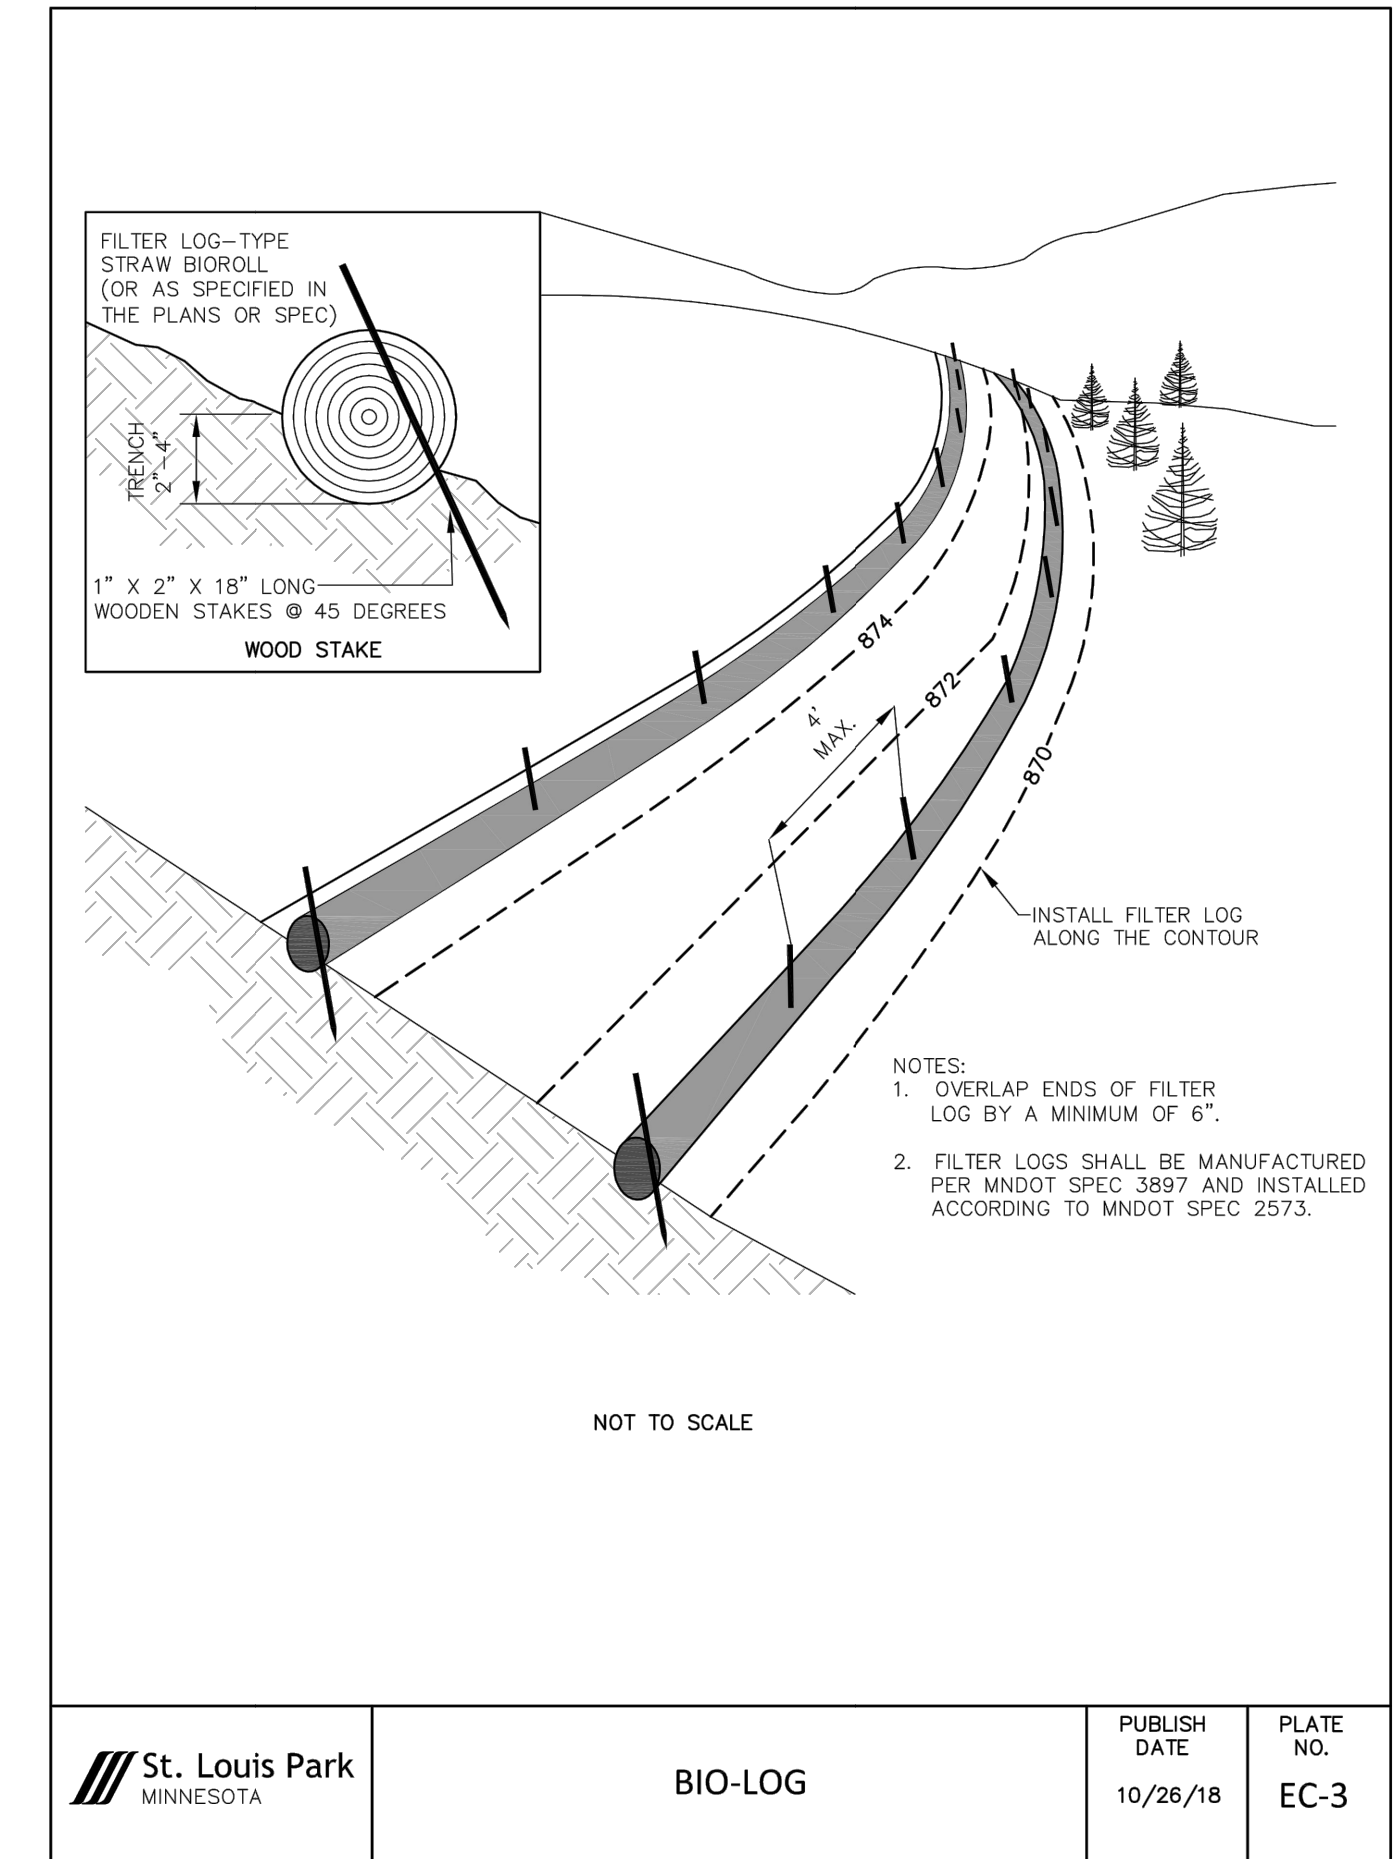 FILTER LOG-TYPE
STRAW BIOROLL
(OR AS SPECIFIED IN
THE PLANS OR SPEC)
TRENCH
2"-4"
1" X 2" X 18" LONG
WOODEN STAKES @ 45 DEGREES
WOOD STAKE
874
872
4'
MAX.
870
INSTALL FILTER LOG
ALONG THE CONTOUR
NOTES:
1. OVERLAP ENDS OF FILTER
LOG BY A MINIMUM OF 6".
2. FILTER LOGS SHALL BE MANUFACTURED
PER MNDOT SPEC 3897 AND INSTALLED
ACCORDING TO MNDOT SPEC 2573.
NOT TO SCALE
St. Louis Park
MINNESOTA
BIO-LOG
PUBLISH
DATE
10/26/18
PLATE
NO.
EC-3